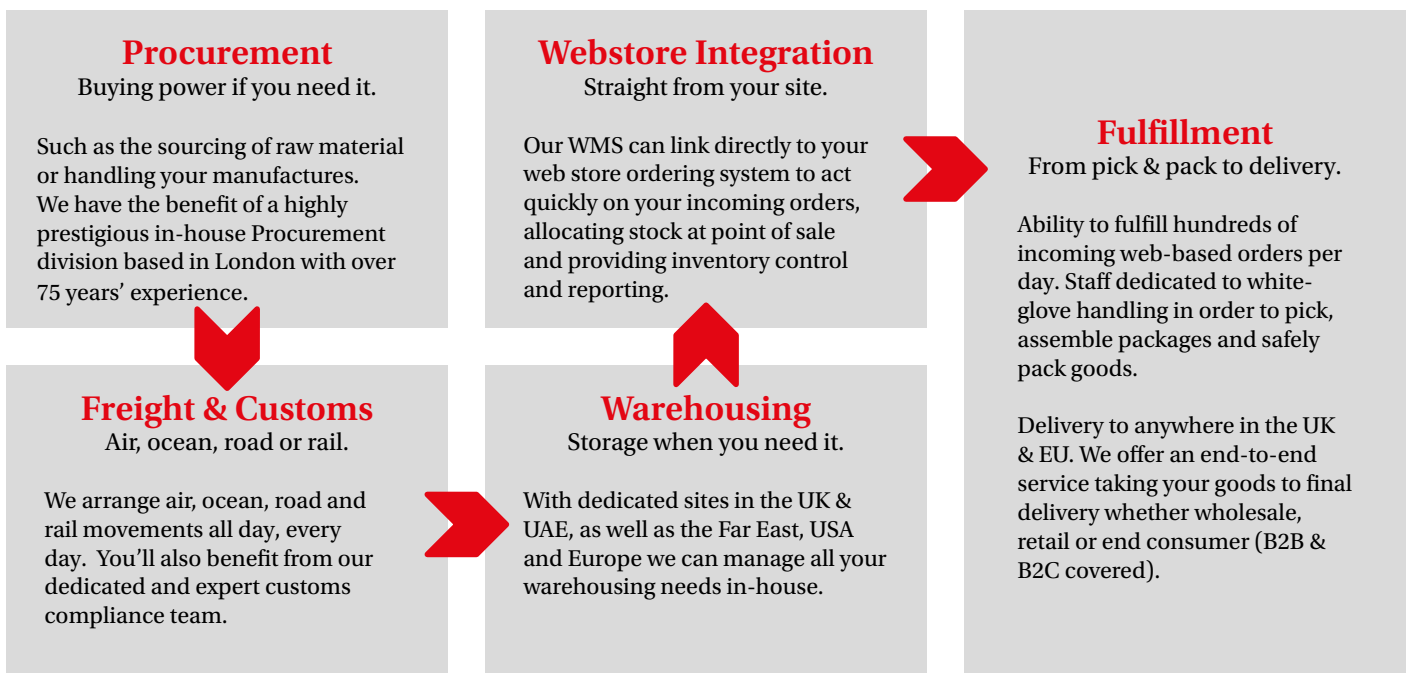 Procurement
Buying power if you need it.
Such as the sourcing of raw material
or handling your manufactures.
We have the benefit of a highly
prestigious in-house Procurement
division based in London with over
75 years’ experience.
Freight & Customs
Air, ocean, road or rail.
We arrange air, ocean, road and
rail movements all day, every
day.  You’ll also benefit from our
dedicated and expert customs
compliance team.
Warehousing
Storage when you need it.
With dedicated sites in the UK &
UAE, as well as the Far East, USA
and Europe we can manage all your
warehousing needs in-house.
Webstore Integration
Straight from your site.
Our WMS can link directly to your
web store ordering system to act
quickly on your incoming orders,
allocating stock at point of sale
and providing inventory control
and reporting.
Fulfillment
From pick & pack to delivery.
Ability to fulfill hundreds of
incoming web-based orders per
day. Staff dedicated to white-
glove handling in order to pick,
assemble packages and safely
pack goods.
Delivery to anywhere in the UK
& EU. We offer an end-to-end
service taking your goods to final
delivery whether wholesale,
retail or end consumer (B2B &
B2C covered).